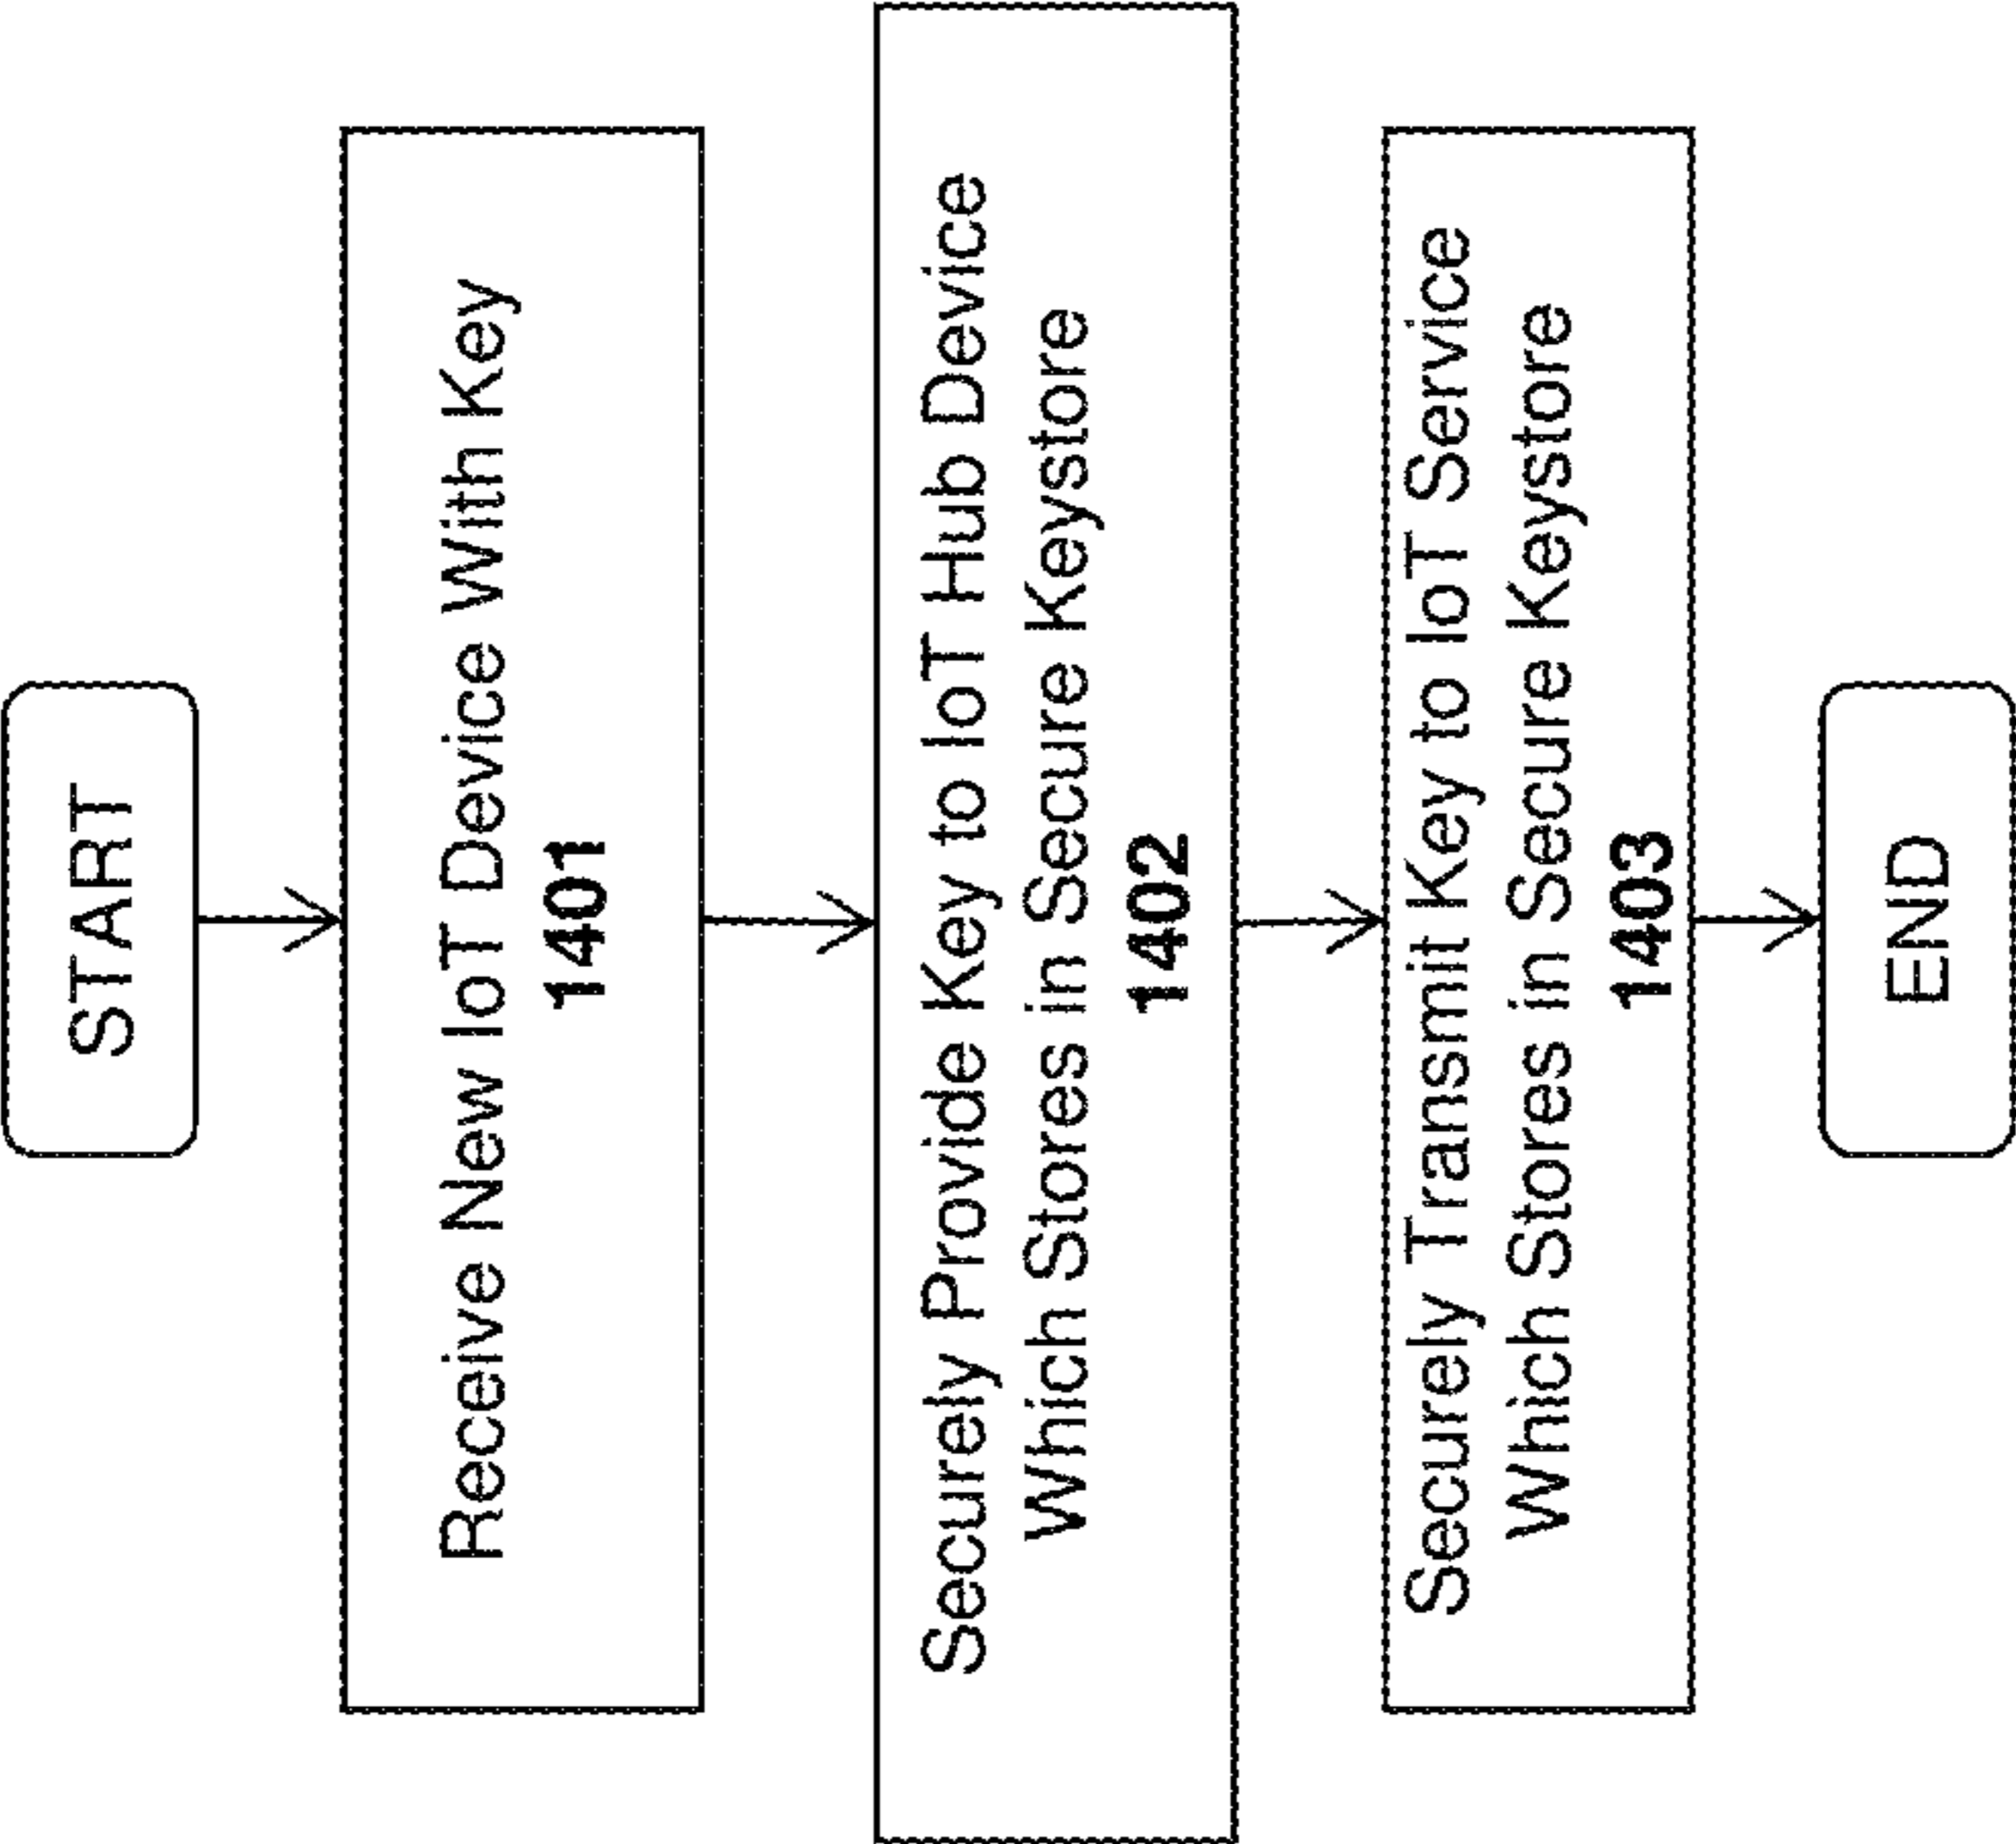 START
Receive New IoT Device With Key
1401
Securely Provide Key to IoT Hub Device
Which Stores in Secure Keystore
1402
Securely Transmit Key to IoT Service
Which Stores in Secure Keystore
1403
END